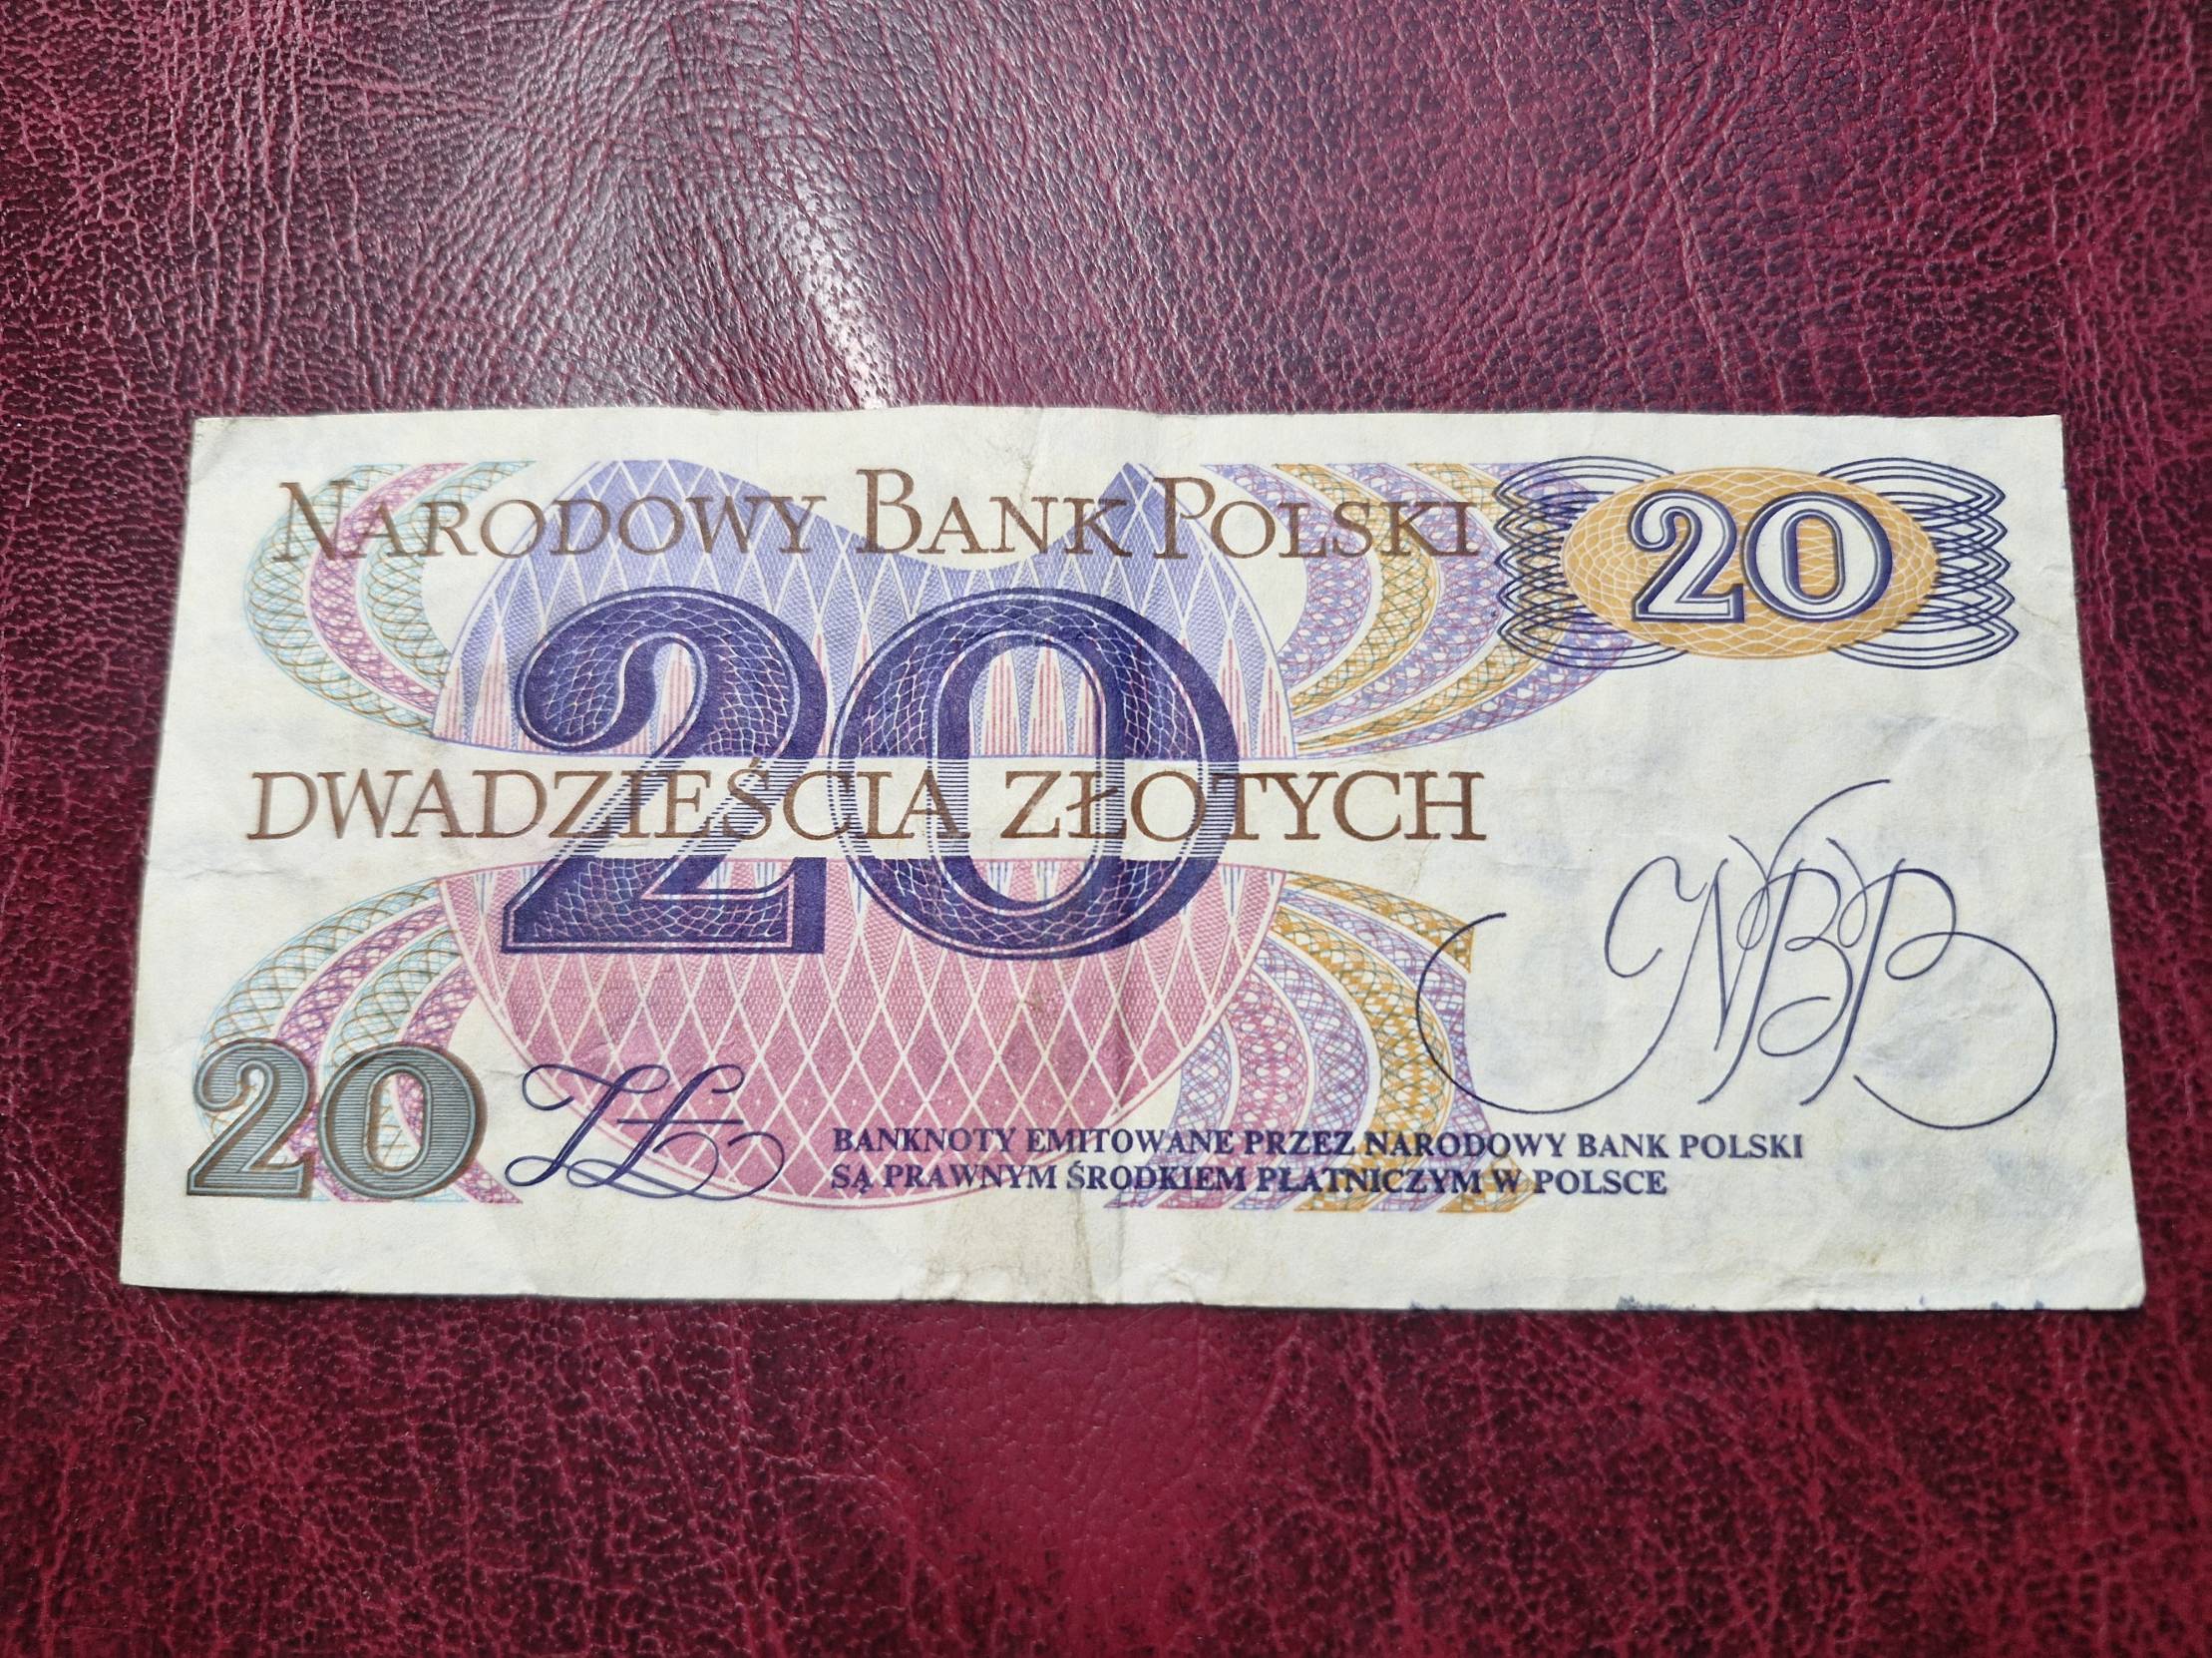 NARODOWY BANK POLSKI
20
20
DWADZIEŚCIA ZŁOTYCH
NBP
20 ZŁ
BANKNOTY EMITOWANE PRZEZ NARODOWY BANK POLSKI
SĄ PRAWNYM ŚRODKIEM PŁATNICZYM W POLSCE